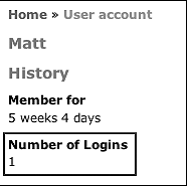 Home » User account
Matt
History
Member for
5 weeks 4 days
Number of Logins
1